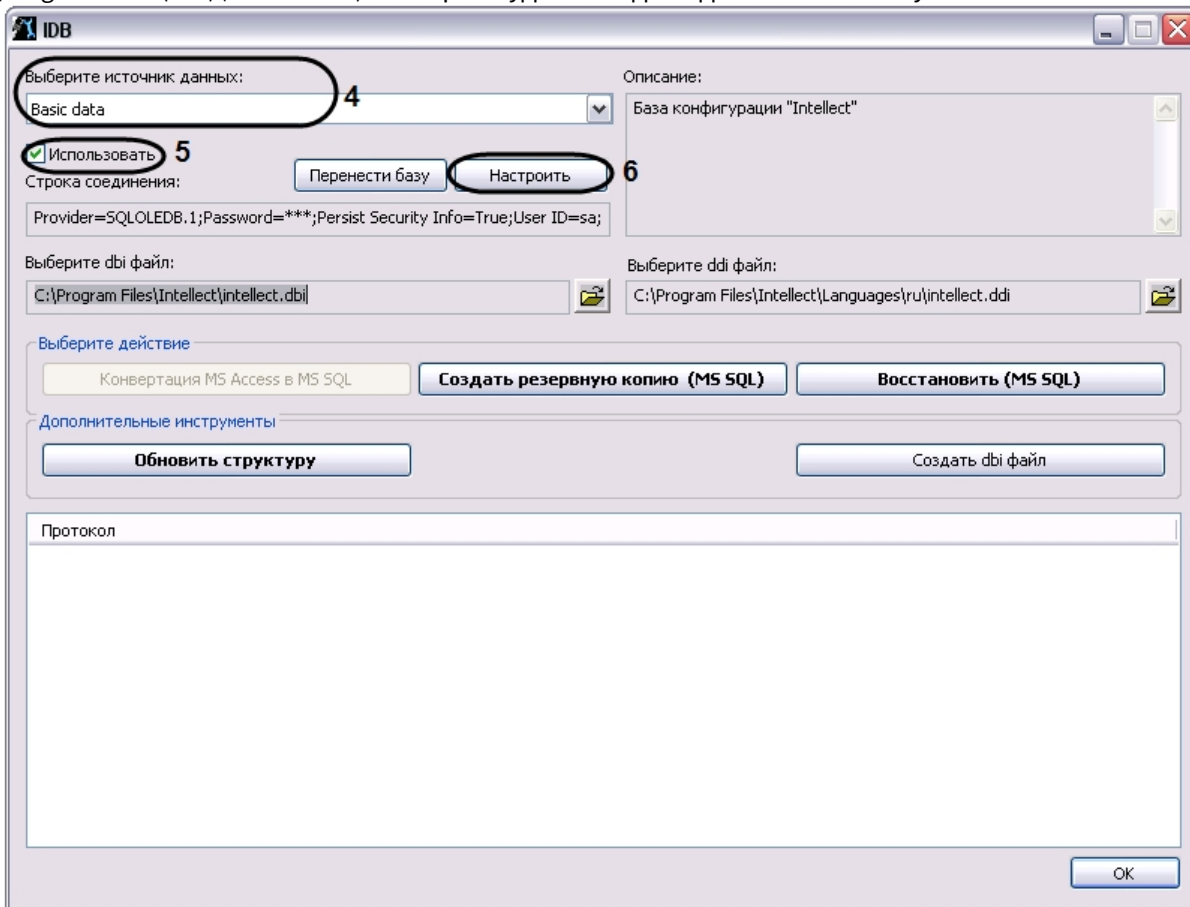 IDB
Выберите источник данных:
Basic data
4
Использовать
5
Перенести базу
Настроить
6
Строка соединения:
Provider=SQLOLEDB.1;Password=***;Persist Security Info=True;User ID=sa;
Описание:
База конфигурации "Intellect"
Выберите dbi файл:
C:\Program Files\Intellect\intellect.dbi
Выберите ddi файл:
C:\Program Files\Intellect\Languages\ru\intellect.ddi
Выберите действие
Конвертация MS Access в MS SQL
Создать резервную копию (MS SQL)
Восстановить (MS SQL)
Дополнительные инструменты
Обновить структуру
Создать dbi файл
Протокол
OK